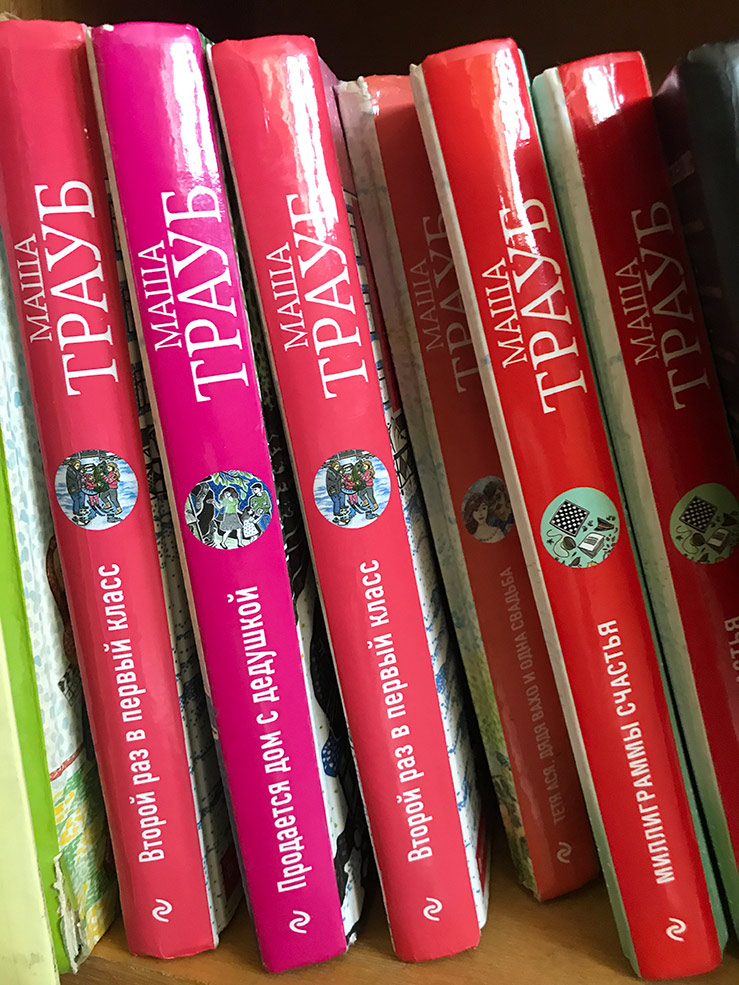 МАША
ТРАУБ
Второй раз в первый класс
МАША
ТРАУБ
Продается дом с дедушкой
МАША
ТРАУБ
Второй раз в первый класс
МАША
ТРАУБ
ТЕТЯ АСЯ, ДЯДЯ ВАХО И ОДНА СВАДЬБА
МАША
ТРАУБ
МИЛЛИГРАММЫ СЧАСТЬЯ
МАША
ТРАУБ